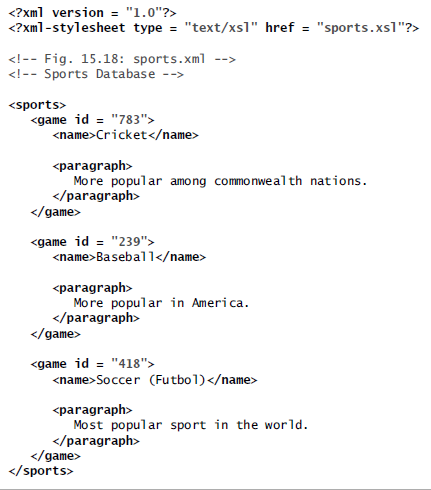 <?xml version = "1.0"?>
<?xml-stylesheet type = "text/xsl" href = "sports.xsl"?>
<!-- Fig. 15.18: sports.xml -->
<!-- Sports Database -->
<sports>
<game id = "783">
<name>Cricket</name>
<paragraph>
More popular among commonwealth nations.
</paragraph>
</game>
<game id = "239">
<name>Baseball</name>
<paragraph>
More popular in America.
</paragraph>
</game>
<game id = "418">
<name>Soccer (Futbol)</name>
<paragraph>
Most popular sport in the world.
</paragraph>
</game>
</sports>